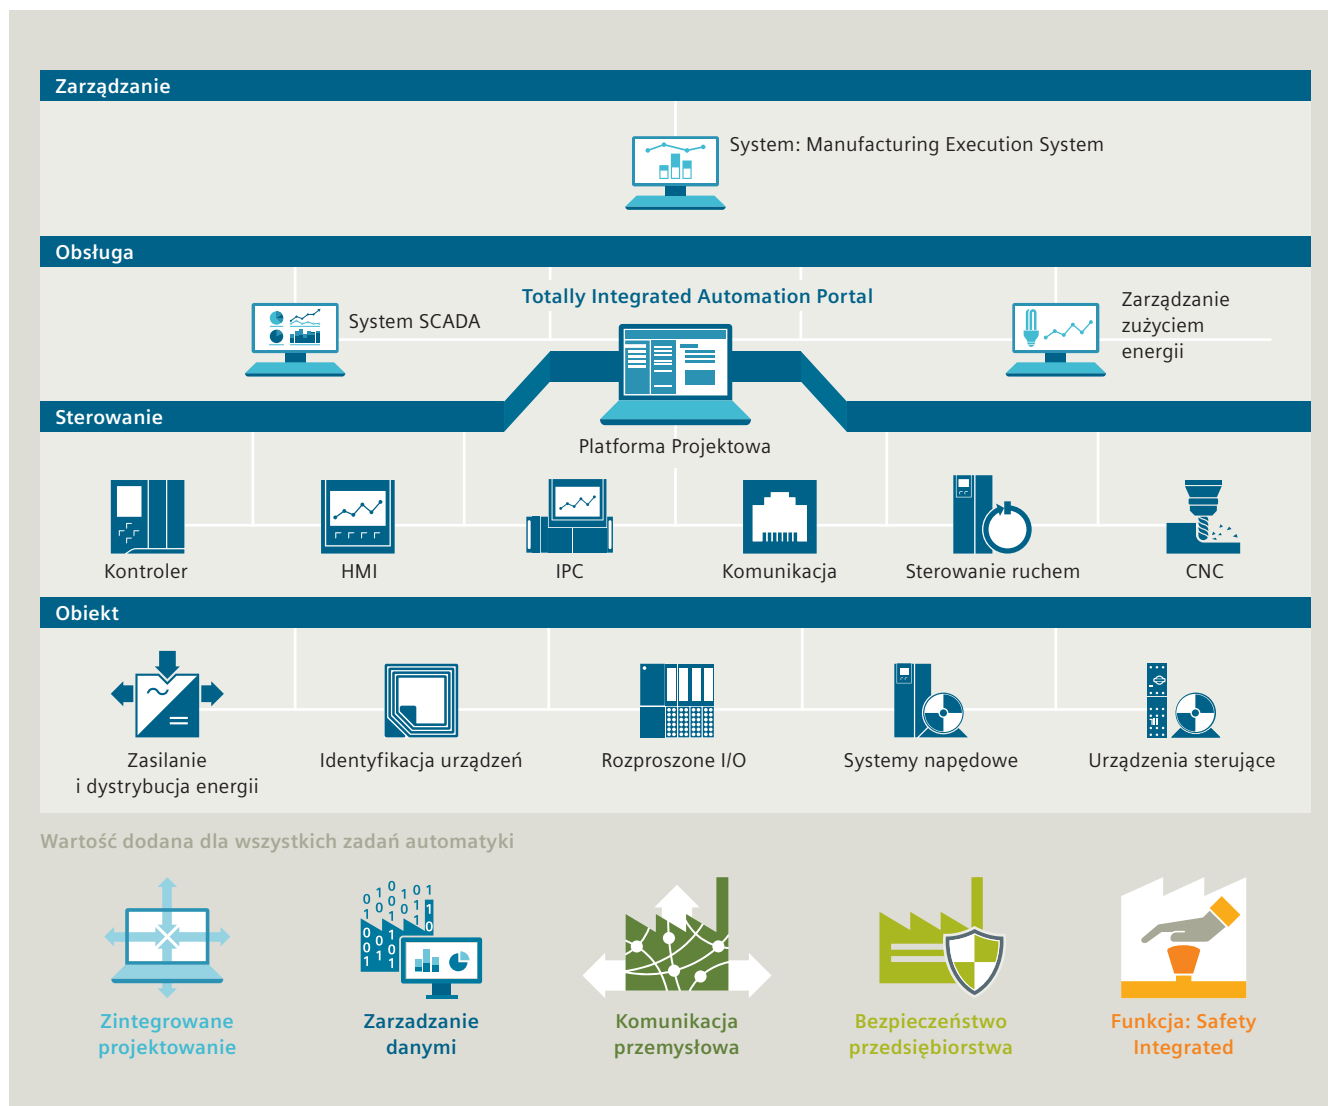 Zarządzanie
System: Manufacturing Execution System
Obsługa
Totally Integrated Automation Portal
System SCADA
Zarządzanie
zużyciem
energii
Sterowanie
Platforma Projektowa
Kontroler
HMI
IPC
Komunikacja
Sterowanie ruchem
CNC
Obiekt
Zasilanie
i dystrybucja energii
Identyfikacja urządzeń
Rozproszone I/O
Systemy napędowe
Urządzenia sterujące
Wartość dodana dla wszystkich zadań automatyki
Zintegrowane
projektowanie
Zarzadzanie
danymi
Komunikacja
przemysłowa
Bezpieczeństwo
przedsiębiorstwa
Funkcja: Safety
Integrated